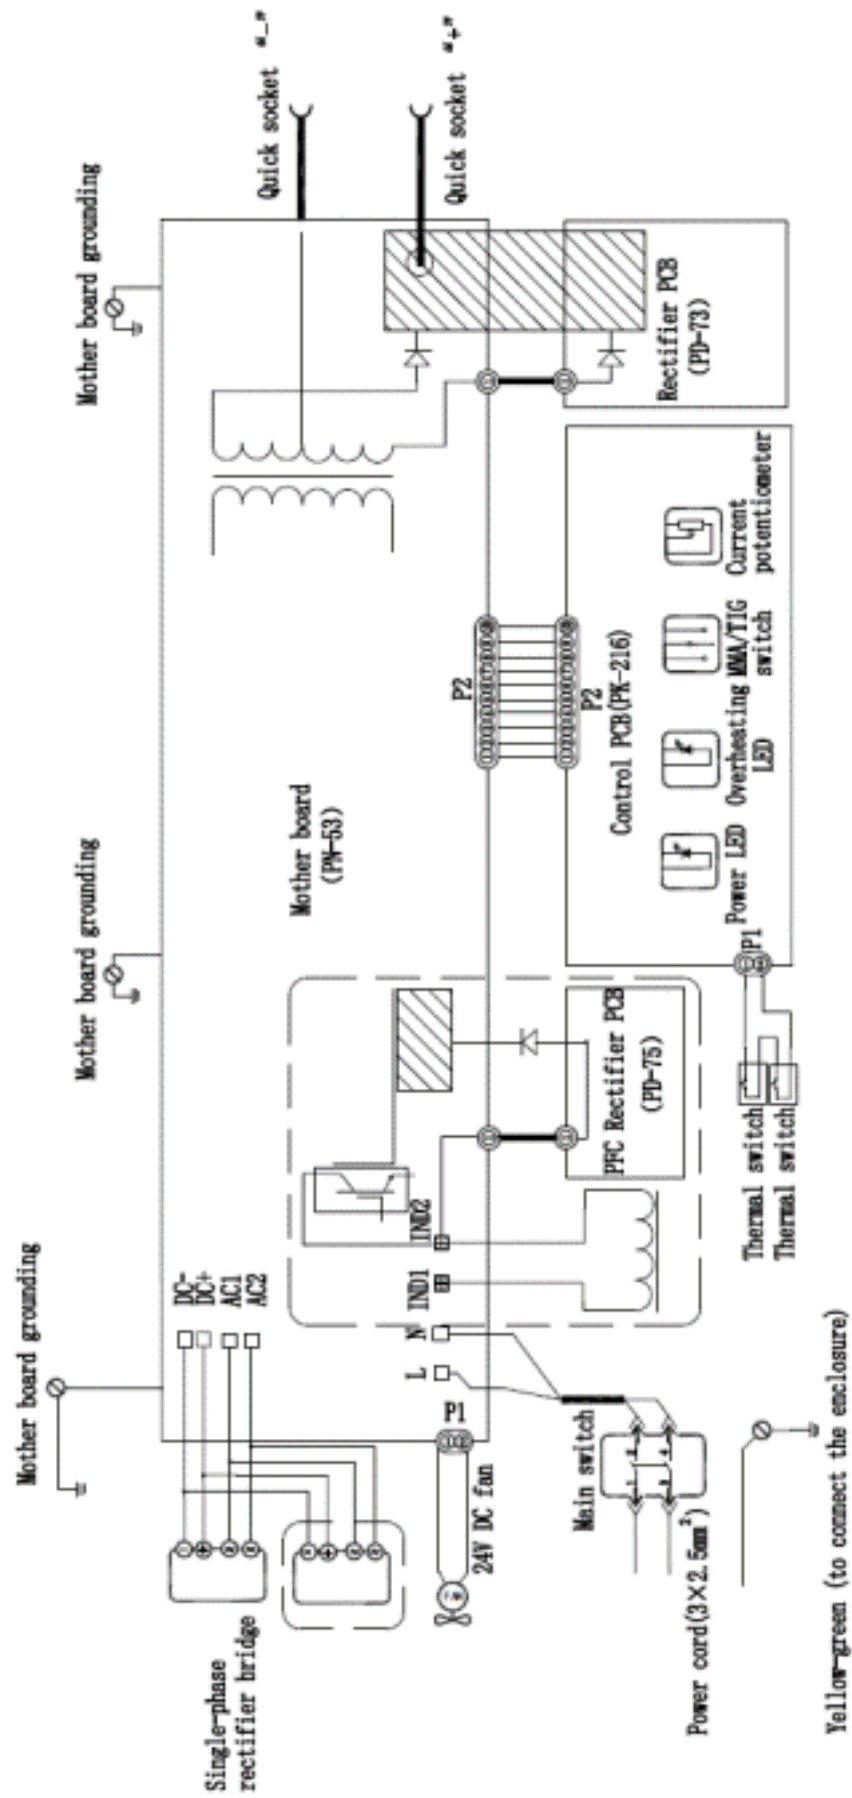 Mother board grounding
Mother board grounding
Mother board grounding
Quick socket "-"
Quick socket "+"
DC-
DC+
AC1
AC2
Single-phase
rectifier bridge
Mother board
(PN-53)
L
N
IND1
IND2
P1
24V DC fan
P2
P2
Control PCB(PK-216)
Rectifier PCB
(PD-73)
PFC Rectifier PCB
(PD-75)
Power LED
Overheating
LED
MMA/TIG
switch
Current
potentiometer
P1
Thermal switch
Thermal switch
Main switch
Power cord(3×2.5mm²)
Yellow-green (to connect the enclosure)